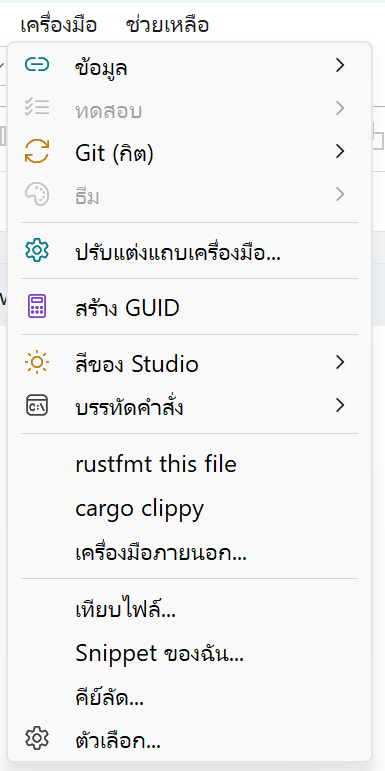 เครื่องมือ ช่วยเหลือ
ข้อมูล
ทดสอบ
Git (กิต)
ธีม
ปรับแต่งแถบเครื่องมือ...
สร้าง GUID
สีของ Studio
บรรทัดคำสั่ง
rustfmt this file
cargo clippy
เครื่องมือภายนอก...
เทียบไฟล์...
Snippet ของฉัน...
คีย์ลัด...
ตัวเลือก...